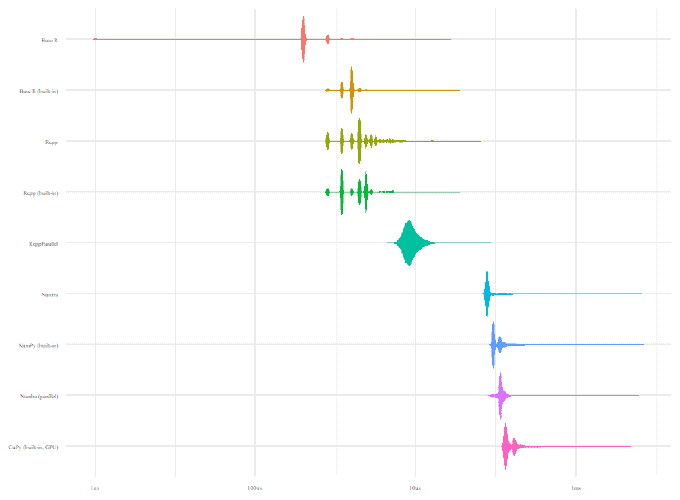 Base R
Base R (built-in)
Rcpp
Rcpp (built-in)
RcppParallel
Numba
NumPy (built-in)
Numba (parallel)
CuPy (built-in, GPU)
1ns 100ns 10µs 1ms